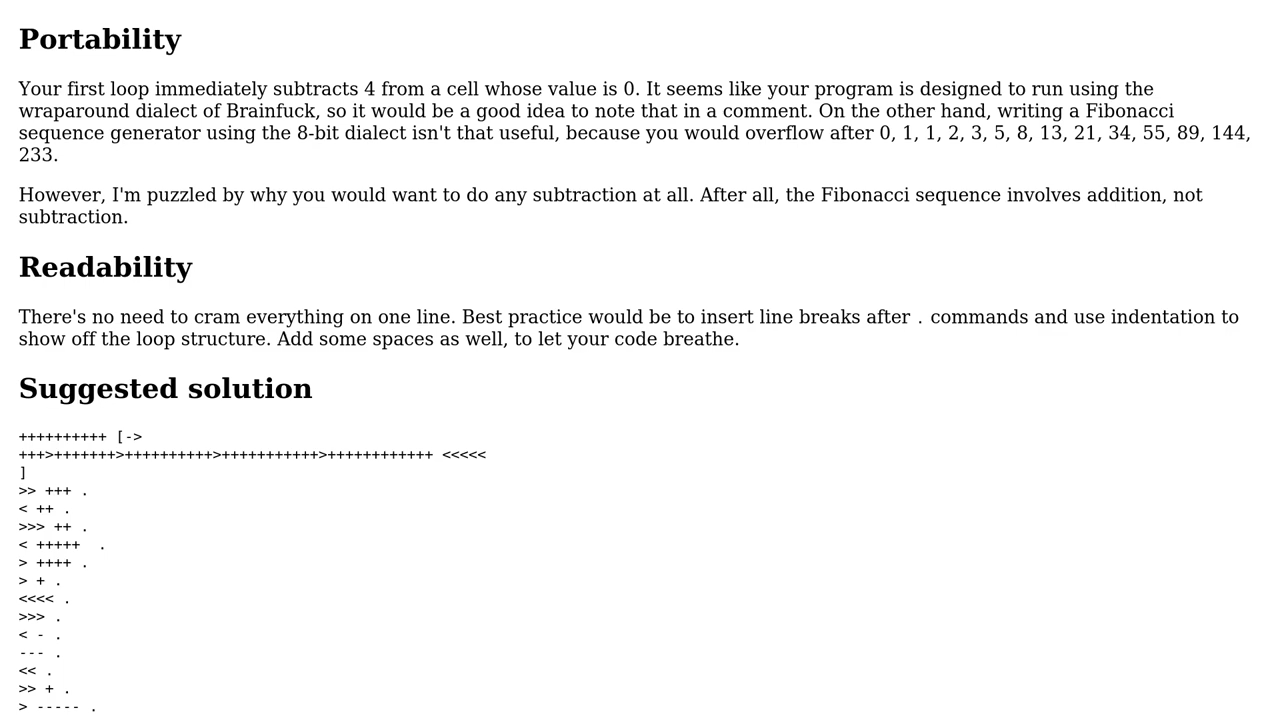 Portability
Your first loop immediately subtracts 4 from a cell whose value is 0. It seems like your program is designed to run using the
wraparound dialect of Brainfuck, so it would be a good idea to note that in a comment. On the other hand, writing a Fibonacci
sequence generator using the 8-bit dialect isn't that useful, because you would overflow after 0, 1, 1, 2, 3, 5, 8, 13, 21, 34, 55, 89, 144,
233.
However, I'm puzzled by why you would want to do any subtraction at all. After all, the Fibonacci sequence involves addition, not
subtraction.
Readability
There's no need to cram everything on one line. Best practice would be to insert line breaks after . commands and use indentation to
show off the loop structure. Add some spaces as well, to let your code breathe.
Suggested solution
++++++++++ [->
+++>+++++++>++++++++++>+++++++++++>++++++++++++ <<<<<
]
>> +++ .
< ++ .
>>> ++ .
< +++++  .
> ++++ .
> + .
<<<< .
>>> .
< - .
--- .
<< .
>> + .
> ----- .